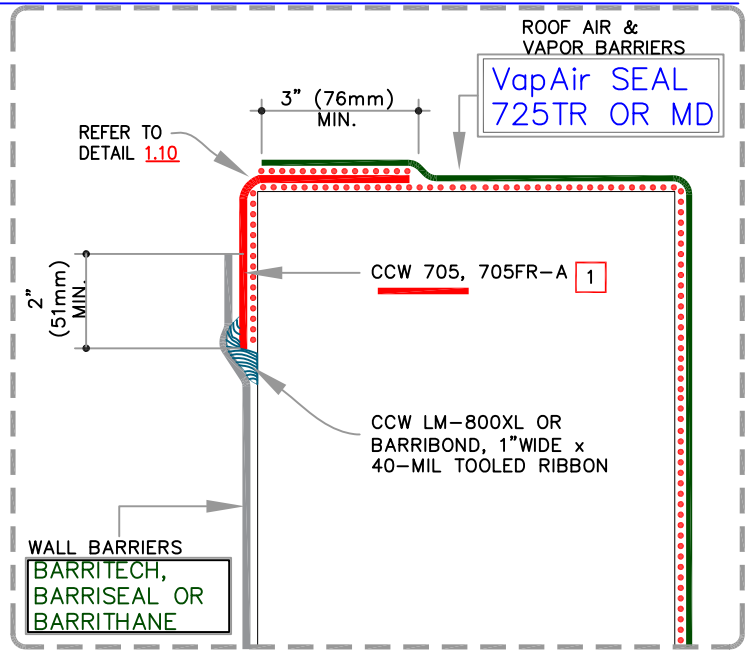 ROOF AIR &
VAPOR BARRIERS
VapAir SEAL
725TR OR MD
3” (76mm)
MIN.
REFER TO
DETAIL 1.10
2”
(51mm)
MIN.
CCW 705, 705FR-A 1
CCW LM-800XL OR
BARRIBOND, 1”WIDE x
40-MIL TOOLED RIBBON
WALL BARRIERS
BARRITECH,
BARRISEAL OR
BARRITHANE